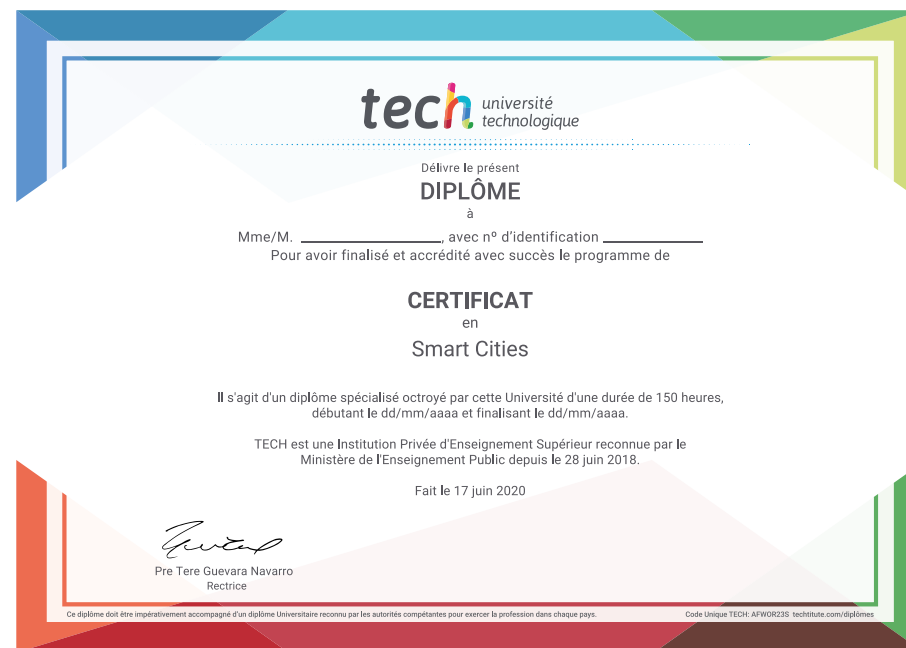 tech université
technologique
Délivre le présent
DIPLÔME
à
Mme/M. ____________________, avec nº d'identification ______________
Pour avoir finalisé et accrédité avec succès le programme de
CERTIFICAT
en
Smart Cities
Il s'agit d'un diplôme spécialisé octroyé par cette Université d'une durée de 150 heures,
débutant le dd/mm/aaaa et finalisant le dd/mm/aaaa.
TECH est une Institution Privée d'Enseignement Supérieur reconnue par le
Ministère de l'Enseignement Public depuis le 28 juin 2018.
Fait le 17 juin 2020
Pre Tere Guevara Navarro
Rectrice
Ce diplôme doit être impérativement accompagné d'un diplôme Universitaire reconnu par les autorités compétentes pour exercer la profession dans chaque pays.
Code Unique TECH: AFWOR23S techtitute.com/diplômes